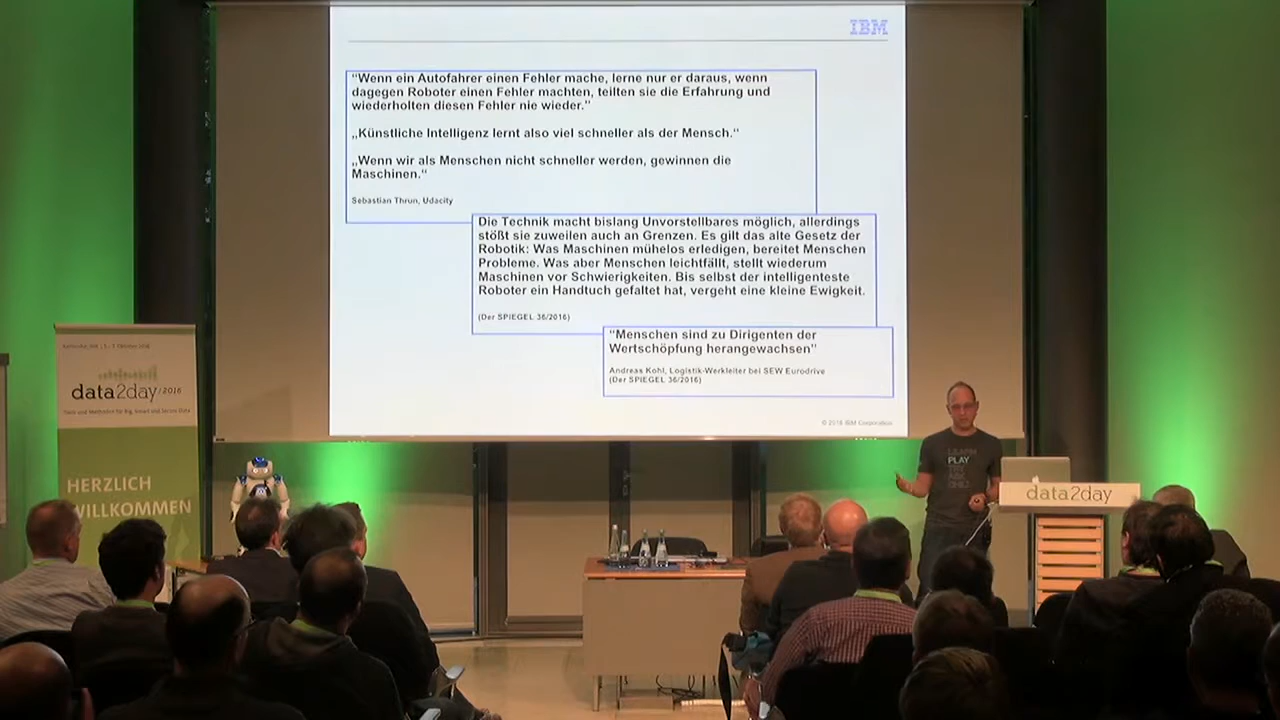 IBM
"Wenn ein Autofahrer einen Fehler mache, lerne nur er daraus, wenn
dagegen Roboter einen Fehler machten, teilten sie die Erfahrung und
wiederholten diesen Fehler nie wieder."
„Künstliche Intelligenz lernt also viel schneller als der Mensch."
„Wenn wir als Menschen nicht schneller werden, gewinnen die
Maschinen."
Sebastian Thrun, Udacity
Die Technik macht bislang Unvorstellbares möglich, allerdings
stößt sie zuweilen auch an Grenzen. Es gilt das alte Gesetz der
Robotik: Was Maschinen mühelos erledigen, bereitet Menschen
Probleme. Was aber Menschen leichtfällt, stellt wiederum
Maschinen vor Schwierigkeiten. Bis selbst der intelligenteste
Roboter ein Handtuch gefaltet hat, vergeht eine kleine Ewigkeit.
(Der SPIEGEL 36/2016)
"Menschen sind zu Dirigenten der
Wertschöpfung herangewachsen"
Andreas Kohl, Logistik-Werkleiter bei SEW Eurodrive
(Der SPIEGEL 36/2016)
© 2016 IBM Corporation
data2day/2016
HERZLICH
WILLKOMMEN
PLAY
data2day